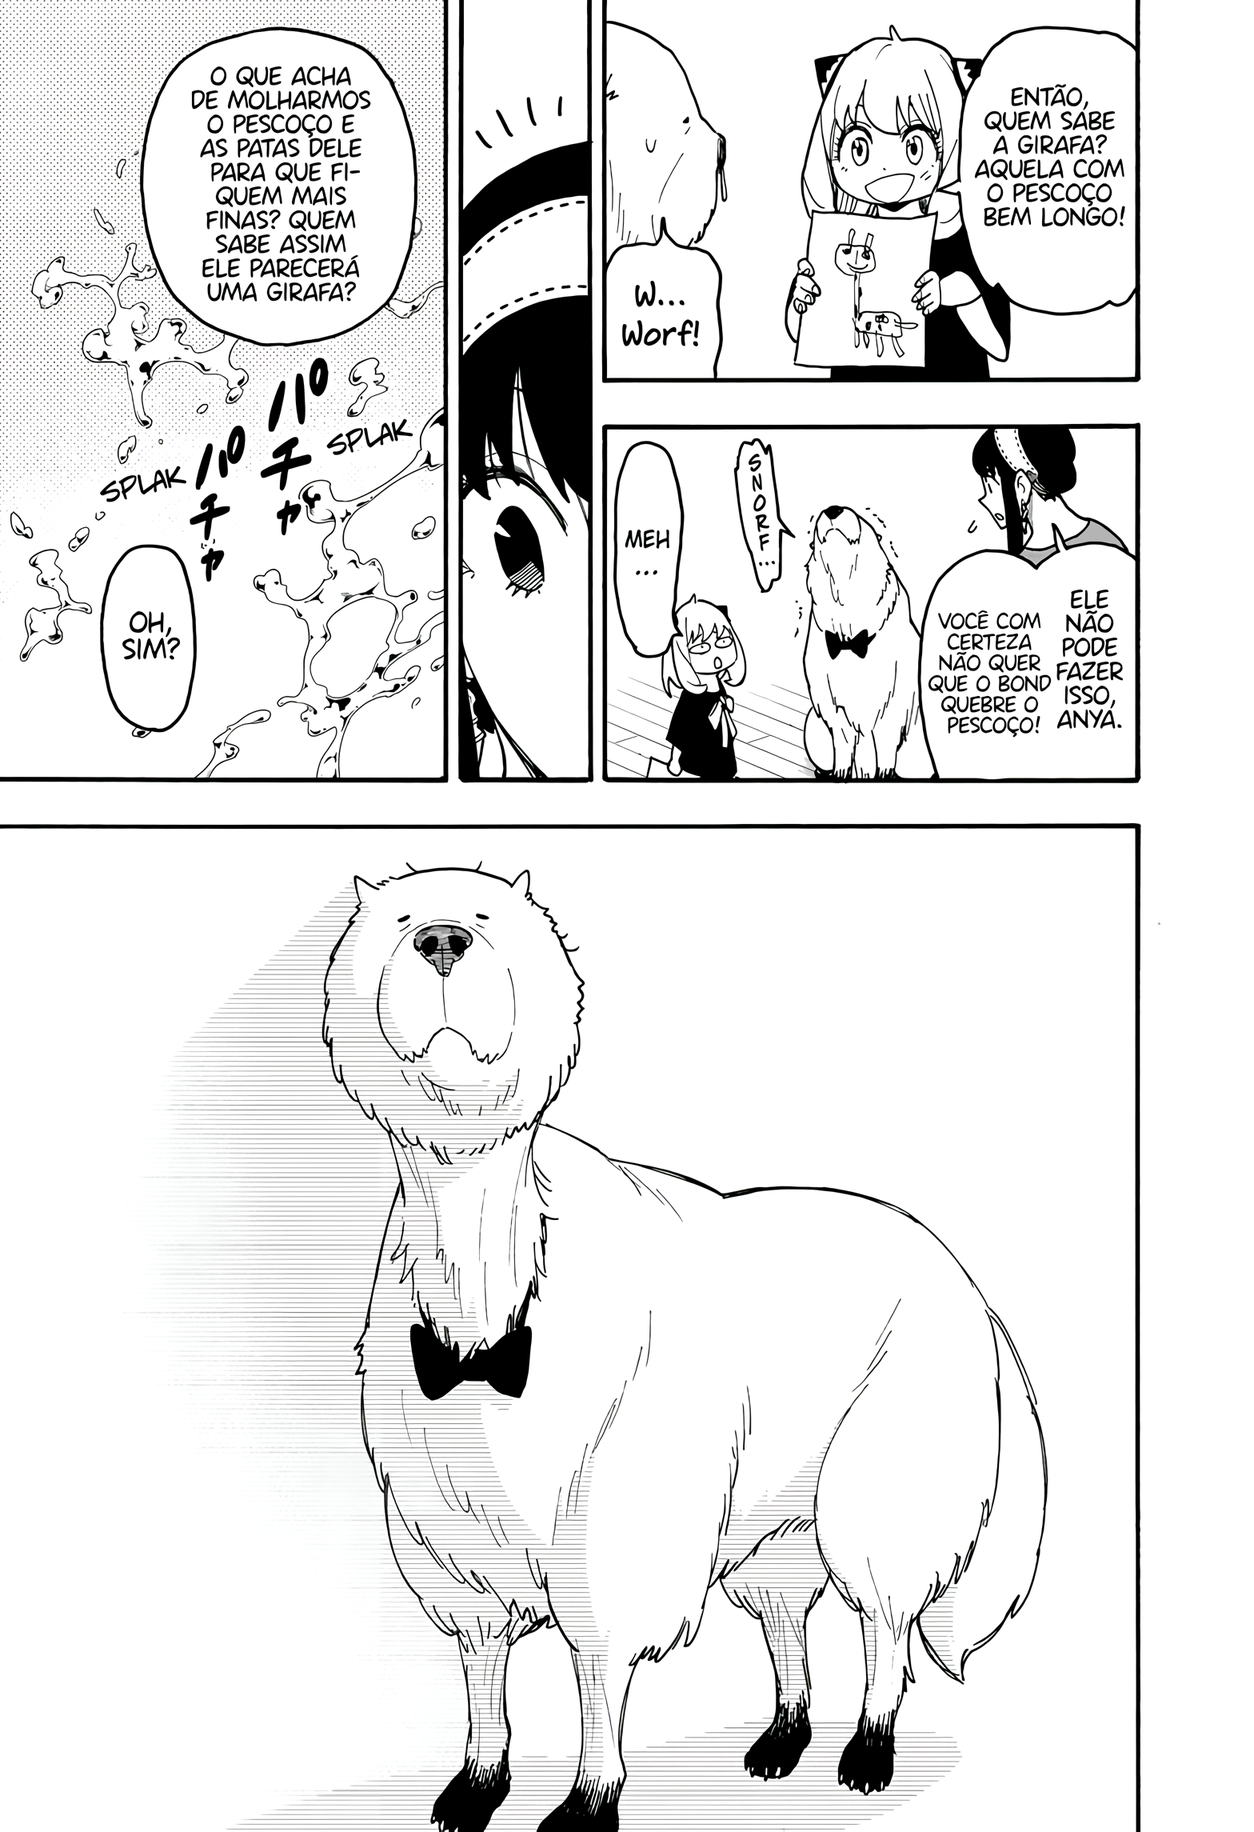 ENTÃO,
QUEM SABE
A GIRAFA?
AQUELA COM
O PESCOÇO
BEM LONGO!
W...
Worf!
ELE
NÃO
PODE
FAZER
ISSO,
ANYA.
VOCÊ COM
CERTEZA
NÃO QUER
QUE O BOND
QUEBRE O
PESCOÇO!
SNORF...
MEH
...
O QUE ACHA
DE MOLHARMOS
O PESCOÇO E
AS PATAS DELE
PARA QUE FI-
QUEM MAIS
FINAS? QUEM
SABE ASSIM
ELE PARECERÁ
UMA GIRAFA?
パチャ
SPLAK
パチャ
SPLAK
OH,
SIM?